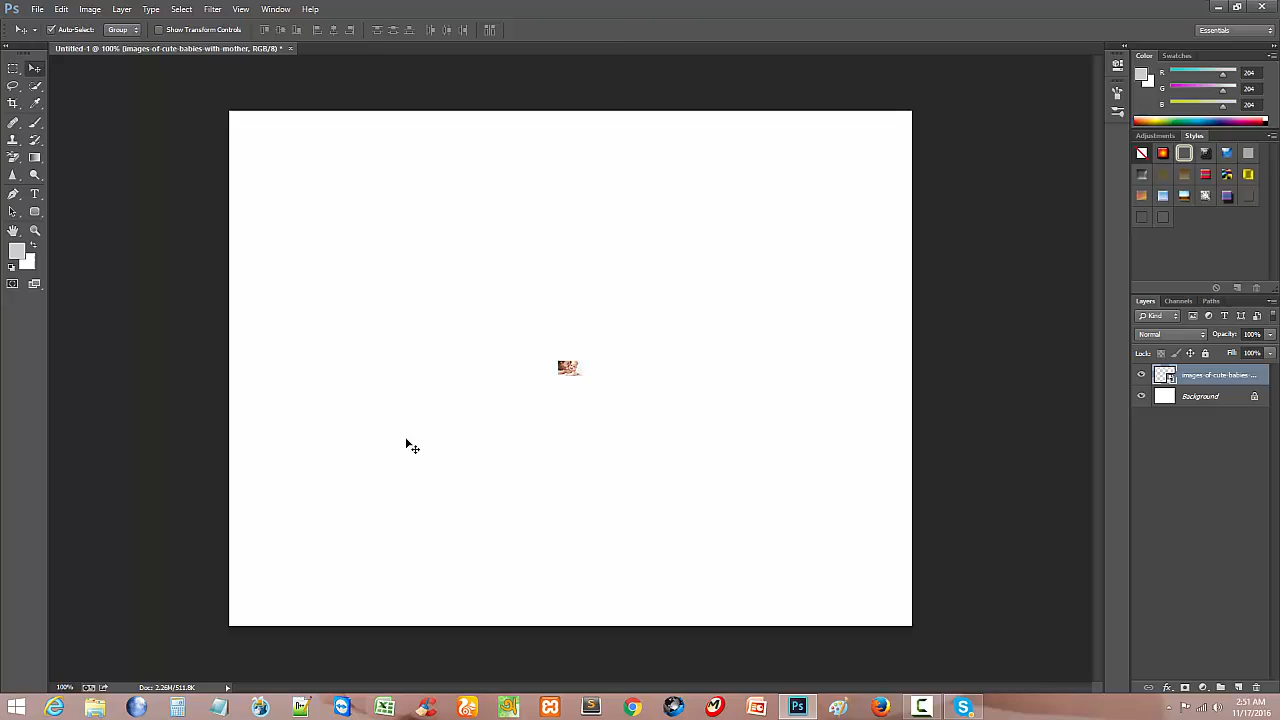 Ps File Edit Image Layer Type Select Filter View Window Help
Auto-Select: Group Show Transform Controls Essentials
Untitled-1 @ 100% (images-of-cute-babies-with-mother, RGB/8) * ×
Color Swatches
R 204
G 204
B 204
Adjustments Styles
Layers Channels Paths
Kind
Normal Opacity: 100%
Lock: Fill: 100%
images-of-cute-babies-...
Background
100% Doc: 2.26M/511.8K
2:51 AM
11/17/2016